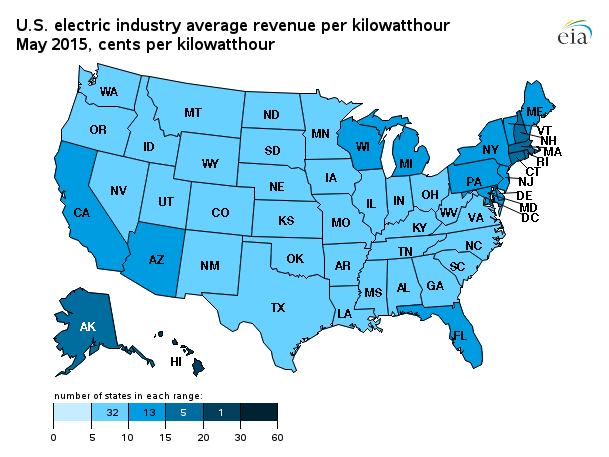 U.S. electric industry average revenue per kilowatthour
May 2015, cents per kilowatthour
eia
WA
MT
ND
MN
OR
ID
WY
SD
WI
MI
NY
ME
VT
NH
MA
RI
CT
NJ
PA
DE
MD
DC
NV
UT
CO
NE
IA
IL
IN
OH
WV
VA
CA
KS
MO
KY
NC
TN
AZ
NM
OK
AR
SC
MS
AL
GA
TX
LA
FL
AK
HI
number of states in each range:
32 13 5 1
0 5 10 15 20 30 60